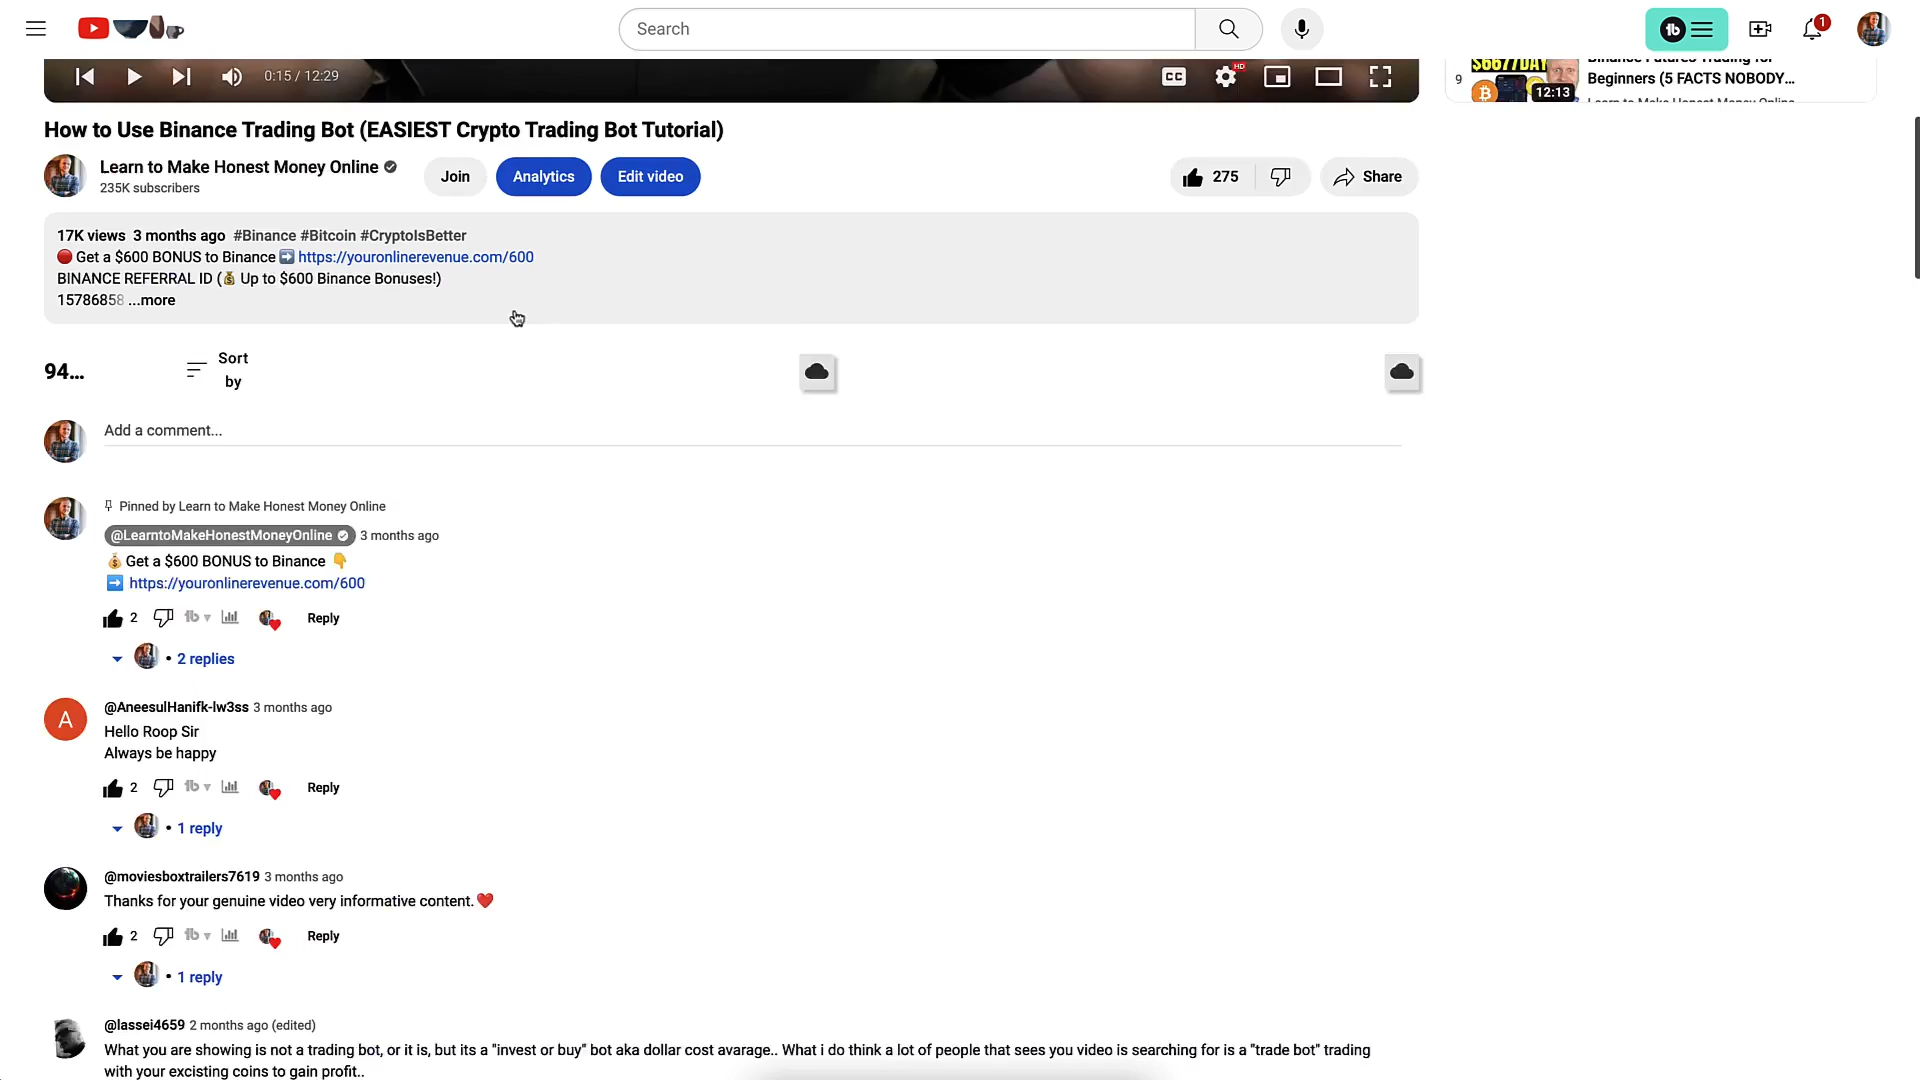 Search
1
0:15 / 12:29
CC
HD
9
$6677DAY
12:13
Binance Futures Trading for
Beginners (5 FACTS NOBODY...
Learn to Make Honest Money Online
How to Use Binance Trading Bot (EASIEST Crypto Trading Bot Tutorial)
Learn to Make Honest Money Online
235K subscribers
Join
Analytics
Edit video
275
Share
17K views 3 months ago #Binance #Bitcoin #CryptoIsBetter
🔴 Get a $600 BONUS to Binance ➡️ https://youronlinerevenue.com/600
BINANCE REFERRAL ID (💰 Up to $600 Binance Bonuses!)
15786858 ...more
94...
Sort
by
Add a comment...
Pinned by Learn to Make Honest Money Online
@LearntoMakeHonestMoneyOnline 3 months ago
💰 Get a $600 BONUS to Binance 👇
➡️ https://youronlinerevenue.com/600
2 Reply
• 2 replies
A
@AneesulHanifk-lw3ss 3 months ago
Hello Roop Sir
Always be happy
2 Reply
• 1 reply
@moviesboxtrailers7619 3 months ago
Thanks for your genuine video very informative content.❤️
2 Reply
• 1 reply
@lassei4659 2 months ago (edited)
What you are showing is not a trading bot, or it is, but its a "invest or buy" bot aka dollar cost avarage.. What i do think a lot of people that sees you video is searching for is a "trade bot" trading
with your excisting coins to gain profit..